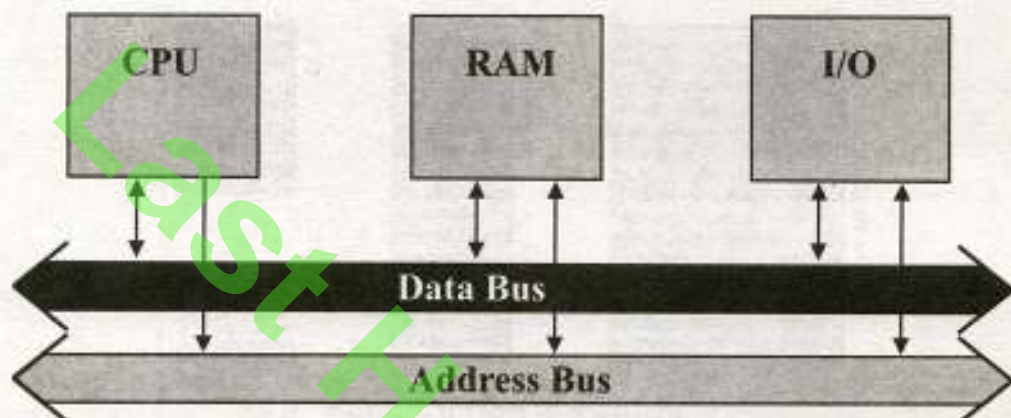 CPU
RAM
I/O
Data Bus
Address Bus
Last H